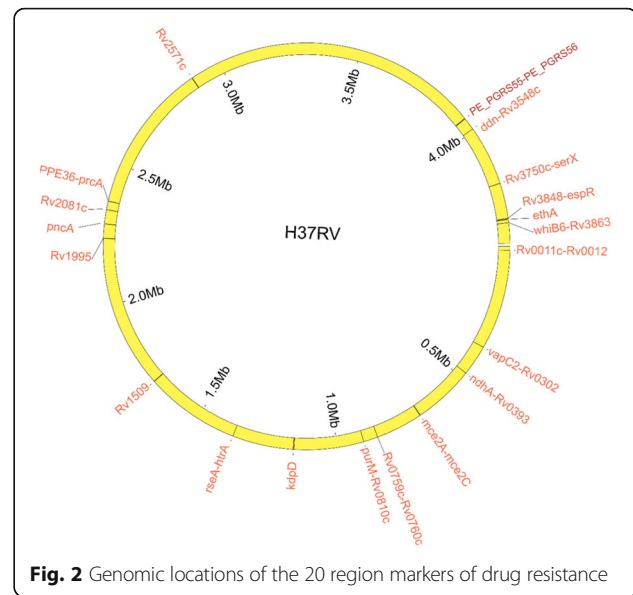 Rv2571c
3.0Mb
3.5Mb
PE_PGRS55-PE_PGRS56
ddn-Rv3548c
4.0Mb
Rv3750c-serX
Rv3848-espR
ethA
whiB6-Rv3863
Rv0011c-Rv0012
H37RV
2.5Mb
PPE36-prcA
Rv2081c
pncA
Rv1995
2.0Mb
0.5Mb
vapC2-Rv0302
ndhA-Rv0393
mce2A-mce2C
Rv0759c-Rv0760c
purM-Rv0810c
1.0Mb
kdpD
rseA-htrA
1.5Mb
Rv1509
Fig. 2 Genomic locations of the 20 region markers of drug resistance